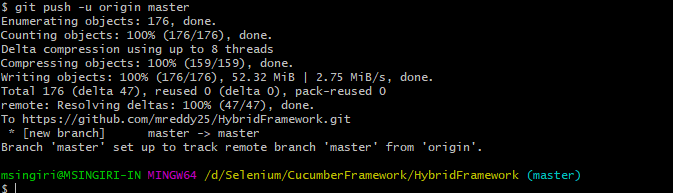 $ git push -u origin master
Enumerating objects: 176, done.
Counting objects: 100% (176/176), done.
Delta compression using up to 8 threads
Compressing objects: 100% (159/159), done.
Writing objects: 100% (176/176), 52.32 MiB | 2.75 MiB/s, done.
Total 176 (delta 47), reused 0 (delta 0), pack-reused 0
remote: Resolving deltas: 100% (47/47), done.
To https://github.com/mreddy25/HybridFramework.git
 * [new branch]      master -> master
Branch 'master' set up to track remote branch 'master' from 'origin'.
msingiri@MSINGIRI-IN MINGW64 /d/Selenium/CucumberFramework/HybridFramework (master)
$